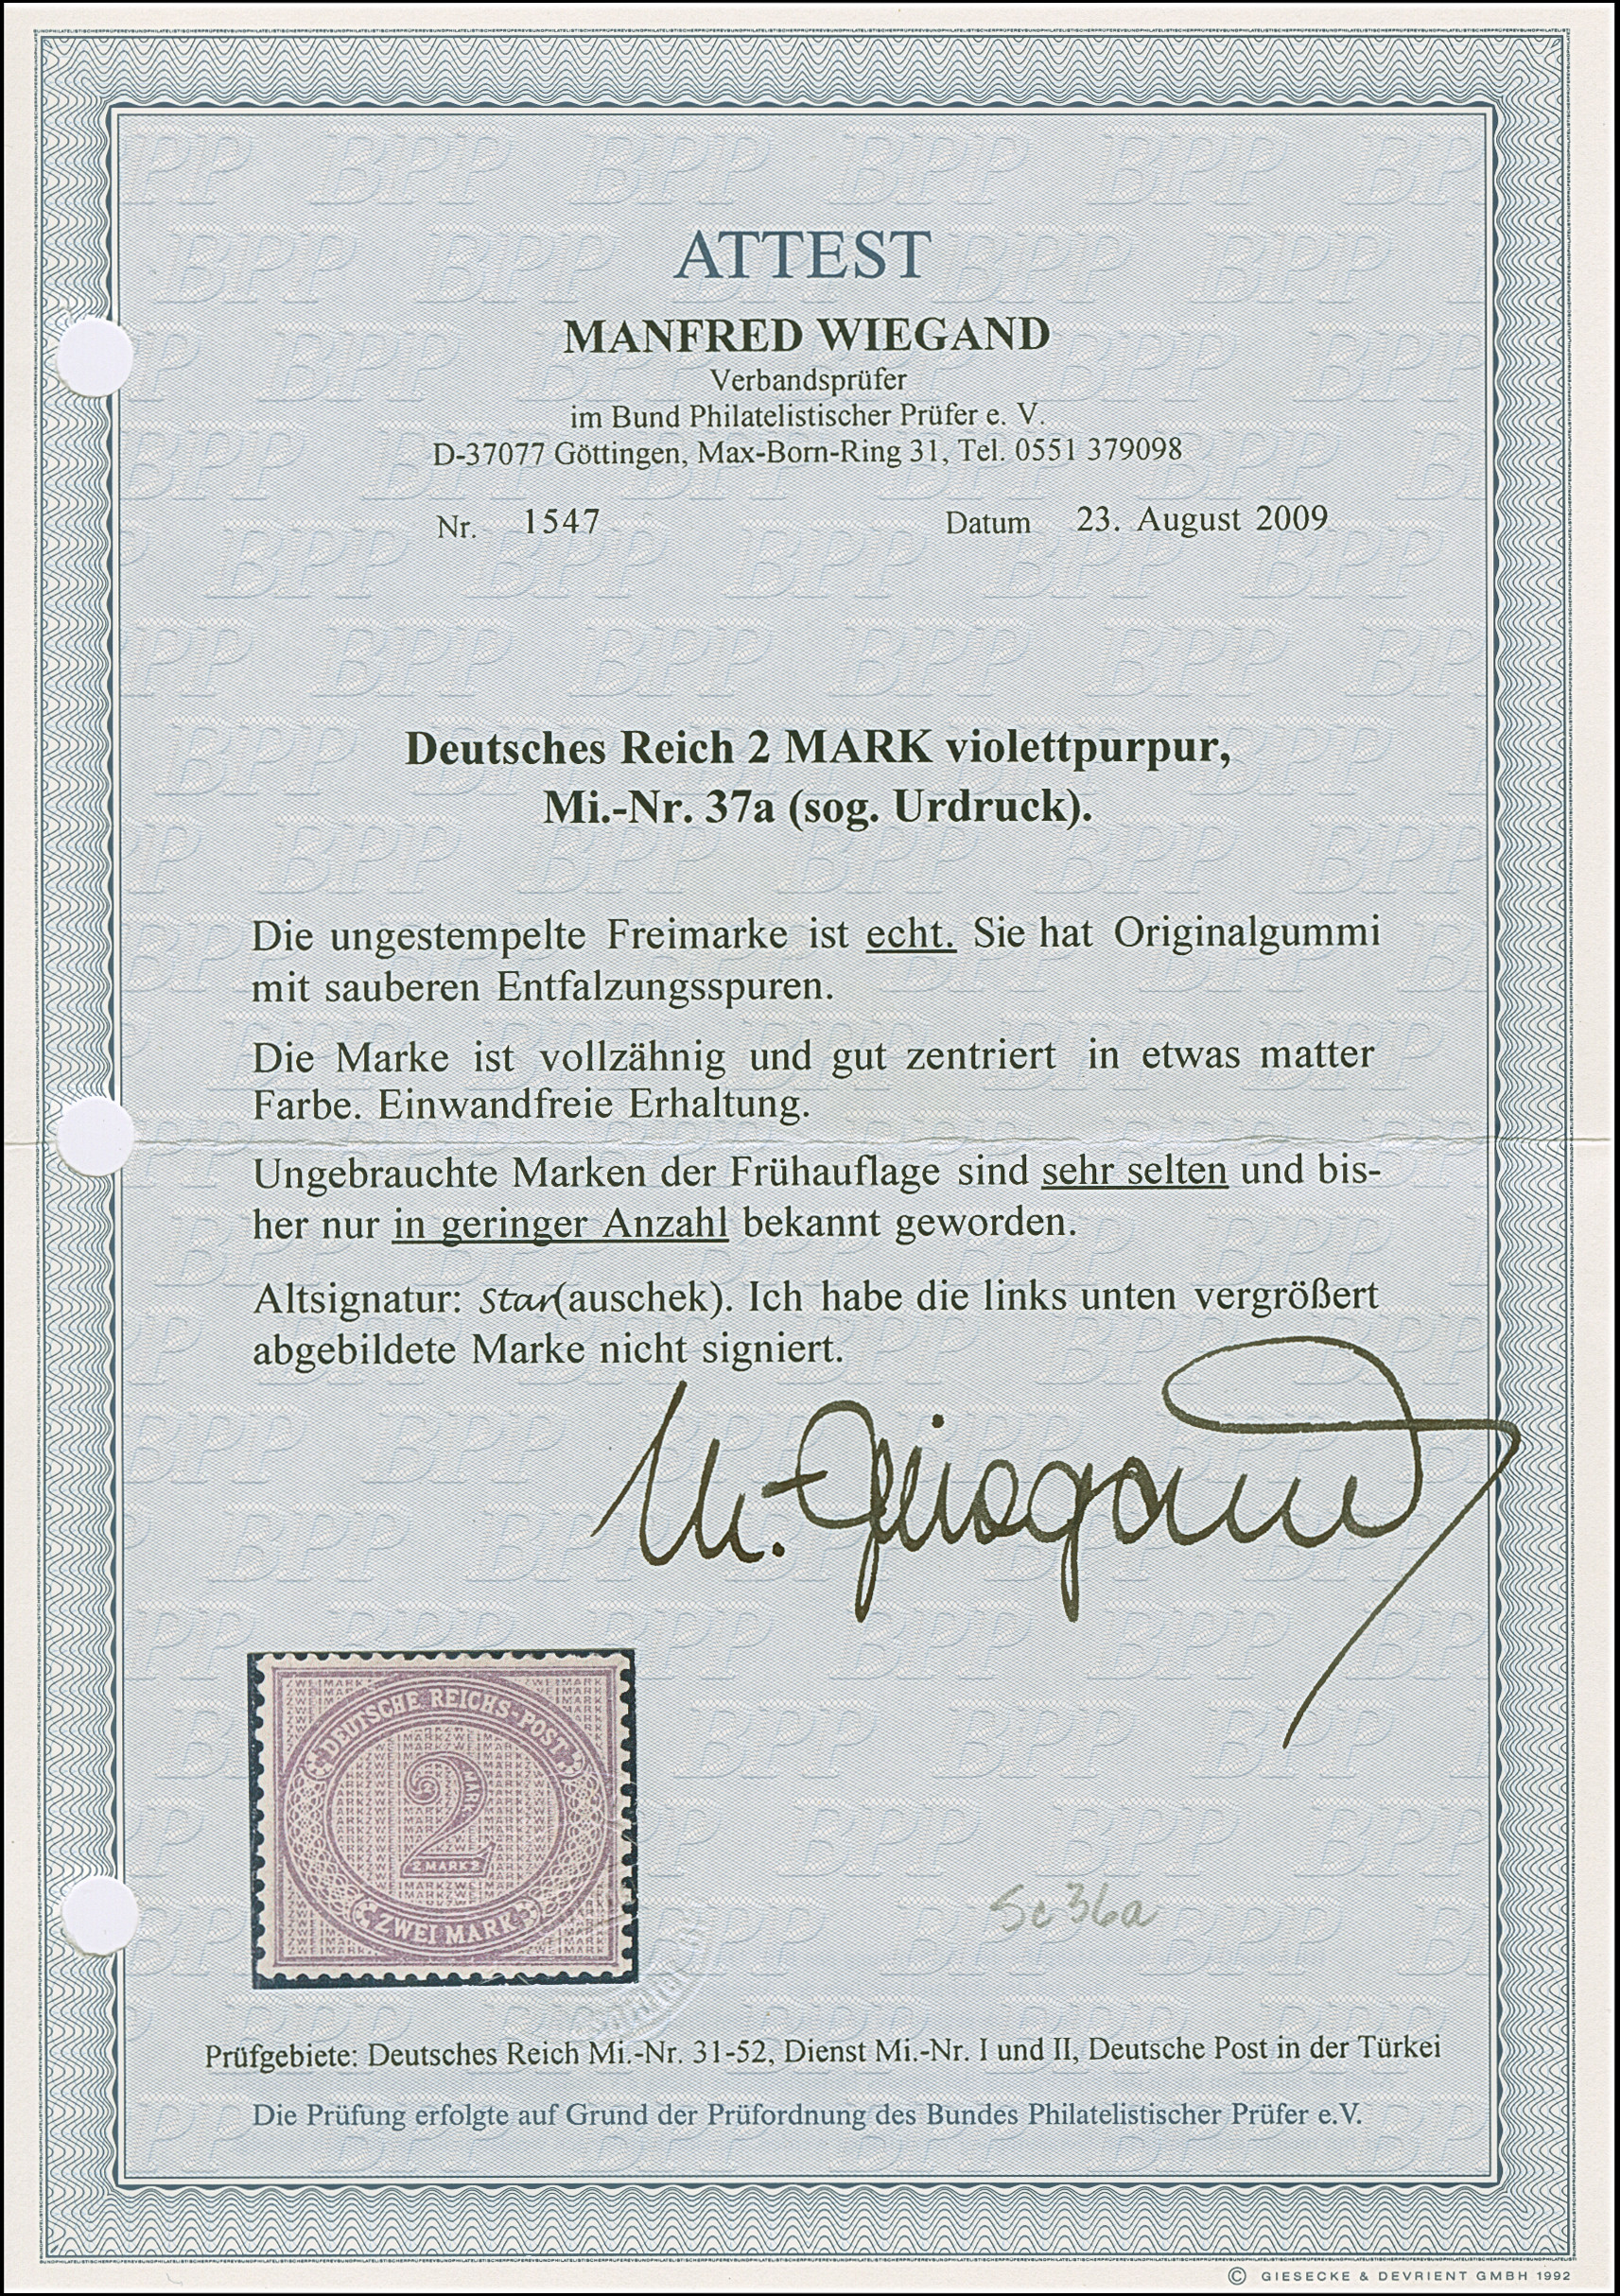 ATTEST
MANFRED WIEGAND
Verbandsprüfer
im Bund Philatelistischer Prüfer e. V.
D-37077 Göttingen, Max-Born-Ring 31, Tel. 0551 379098
Nr. 1547 Datum 23. August 2009
Deutsches Reich 2 MARK violettpurpur,
Mi.-Nr. 37a (sog. Urdruck).
Die ungestempelte Freimarke ist echt. Sie hat Originalgummi
mit sauberen Entfalzungsspuren.
Die Marke ist vollzähnig und gut zentriert in etwas matter
Farbe. Einwandfreie Erhaltung.
Ungebrauchte Marken der Frühauflage sind sehr selten und bis-
her nur in geringer Anzahl bekannt geworden.
Altsignatur: Star(auschek). Ich habe die links unten vergrößert
abgebildete Marke nicht signiert.
M. Wiegand
DEUTSCHE REICHS-POST
MARK
2
2 MARK 2
ZWEI MARK
Sc 36a
Prüfgebiete: Deutsches Reich Mi.-Nr. 31-52, Dienst Mi.-Nr. I und II, Deutsche Post in der Türkei
Die Prüfung erfolgte auf Grund der Prüfordnung des Bundes Philatelistischer Prüfer e.V.
© GIESECKE & DEVRIENT GMBH 1992